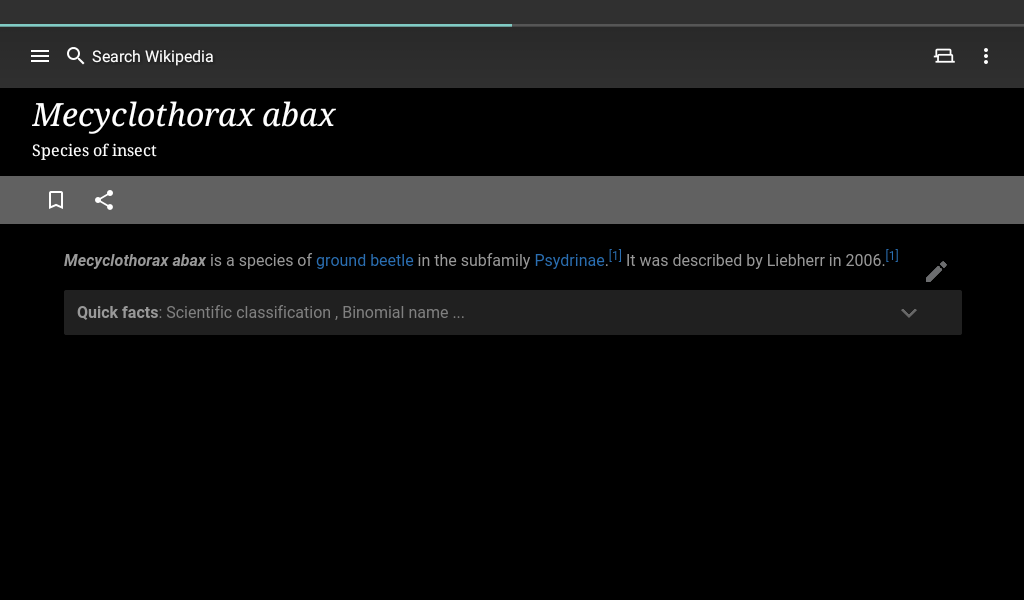 Search Wikipedia
Mecyclothorax abax
Species of insect
Mecyclothorax abax is a species of ground beetle in the subfamily Psydrinae.[1] It was described by Liebherr in 2006.[1]
Quick facts: Scientific classification , Binomial name ...